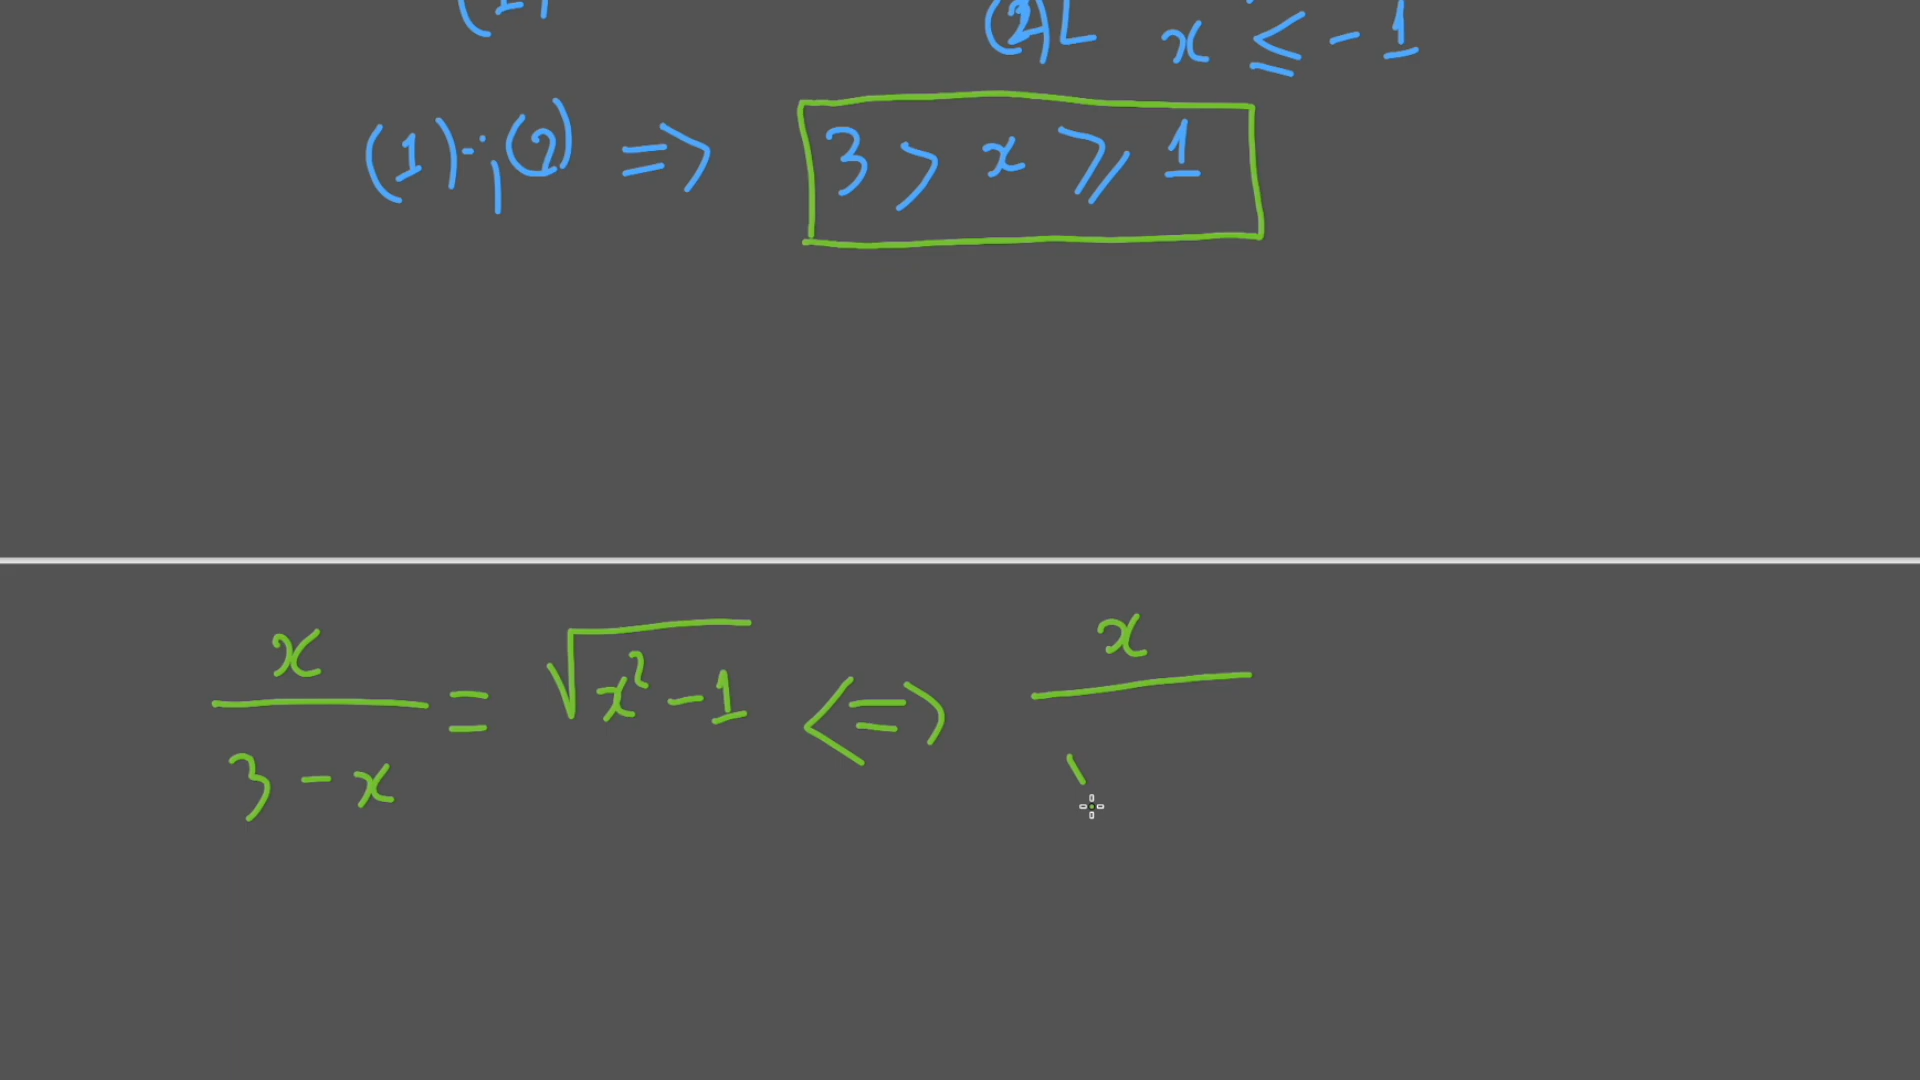 (2) x ≤ - 1
(1) ; (2) => 3 > x ⩾ 1
x / (3 - x) = √(x² - 1) <=> x /